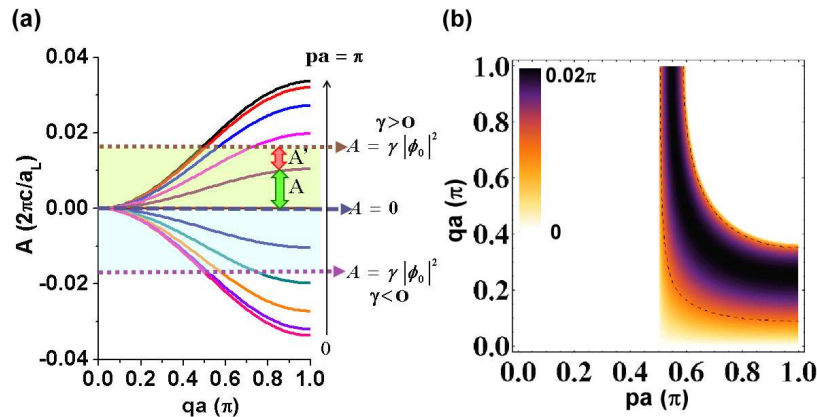 (a)
0.04
0.02
0.00
-0.02
-0.04
A (2πc/a_L)
0.0 0.2 0.4 0.6 0.8 1.0
qa (π)
pa = π
γ>0
A = γ|ϕ₀|²
A'
A
A = 0
A = γ|ϕ₀|²
γ<0
0
(b)
1.0
0.8
0.6
0.4
0.2
0.0
qa (π)
0.02π
0
0.0 0.2 0.4 0.6 0.8 1.0
pa (π)